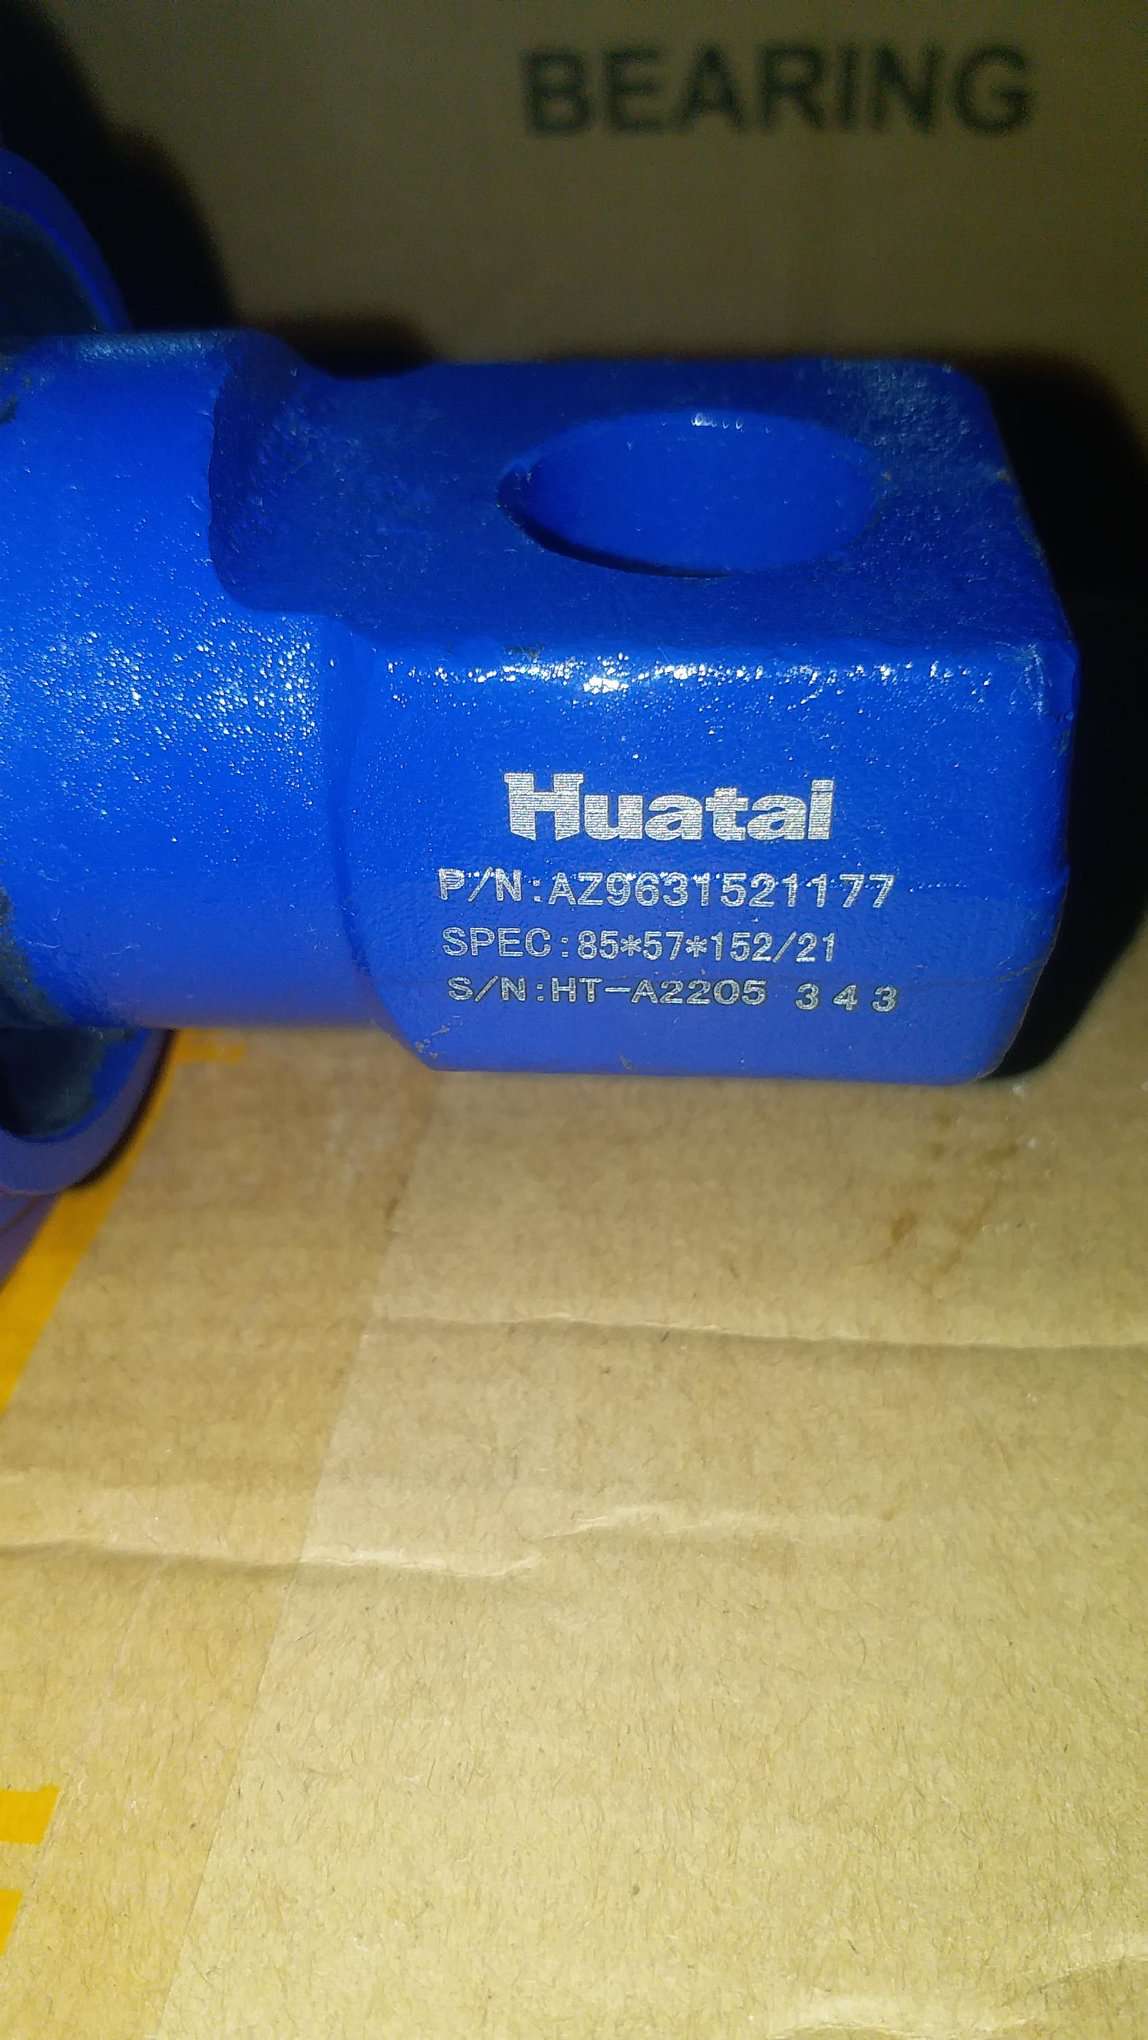 BEARING
Huatai
P/N:AZ9631521177
SPEC:85*57*152/21
S/N:HT-A2205 343